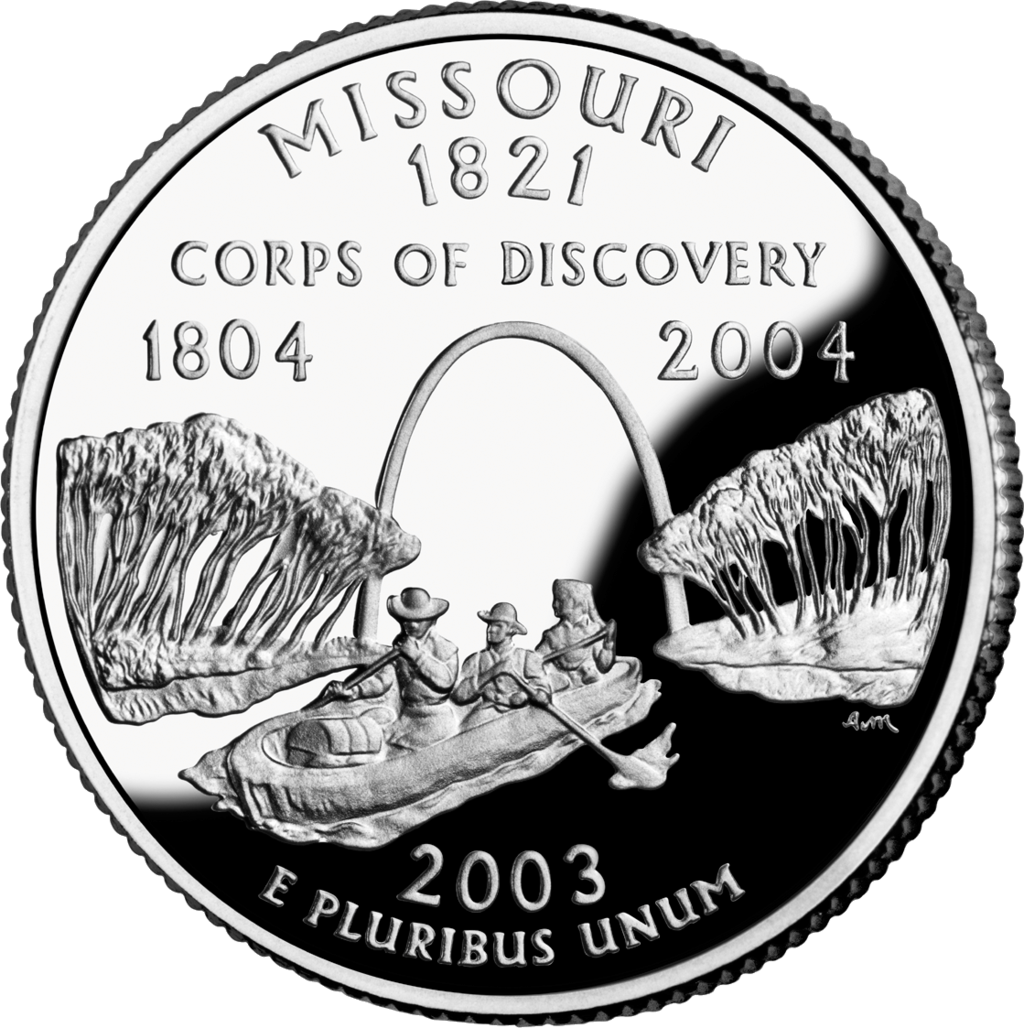 MISSOURI
1821
CORPS OF DISCOVERY
1804 2004
2003
E PLURIBUS UNUM